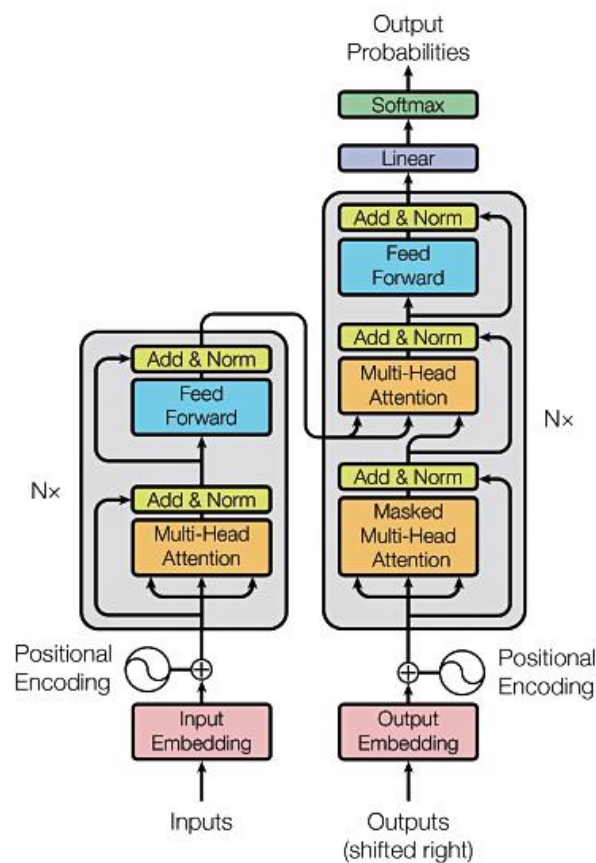 Output
Probabilities
Softmax
Linear
Add & Norm
Feed
Forward
Add & Norm
Multi-Head
Attention
Add & Norm
Masked
Multi-Head
Attention
N×
Add & Norm
Feed
Forward
Add & Norm
Multi-Head
Attention
N×
Positional
Encoding
Input
Embedding
Inputs
Positional
Encoding
Output
Embedding
Outputs
(shifted right)